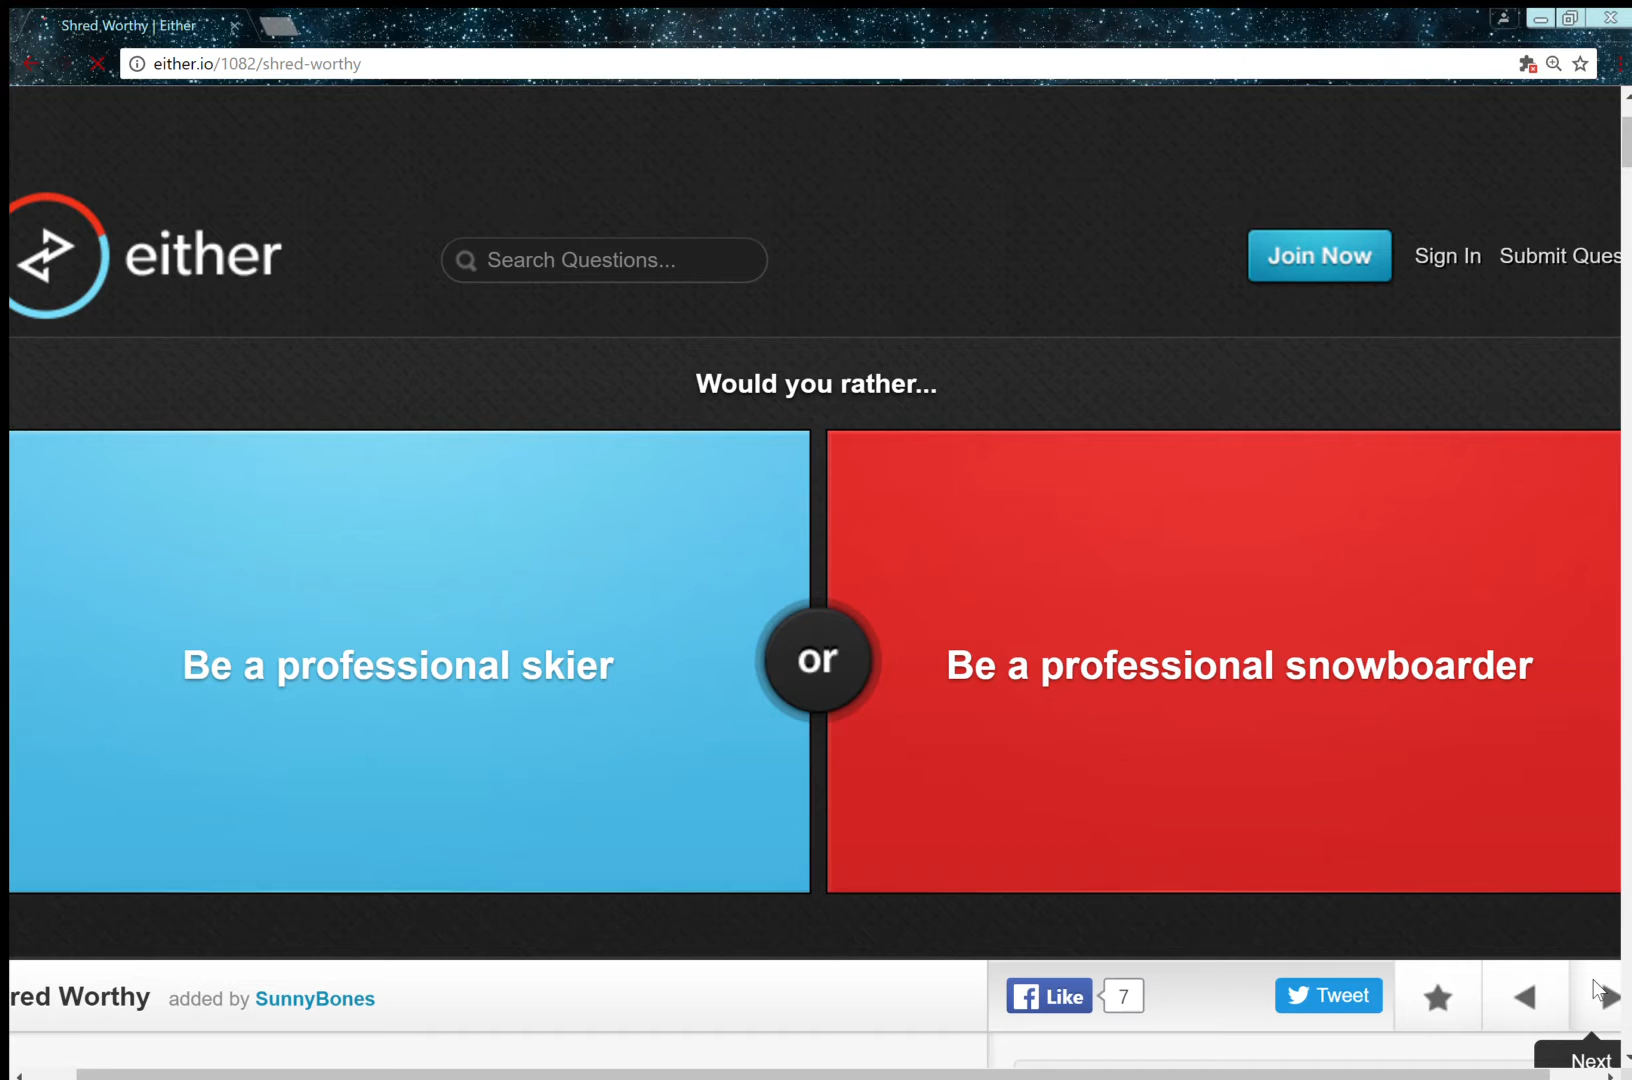 Shred Worthy | Either
either.io/1082/shred-worthy
either
Search Questions...
Join Now
Sign In
Submit Ques
Would you rather...
Be a professional skier
or
Be a professional snowboarder
red Worthy
added by SunnyBones
Like
7
Tweet
Next